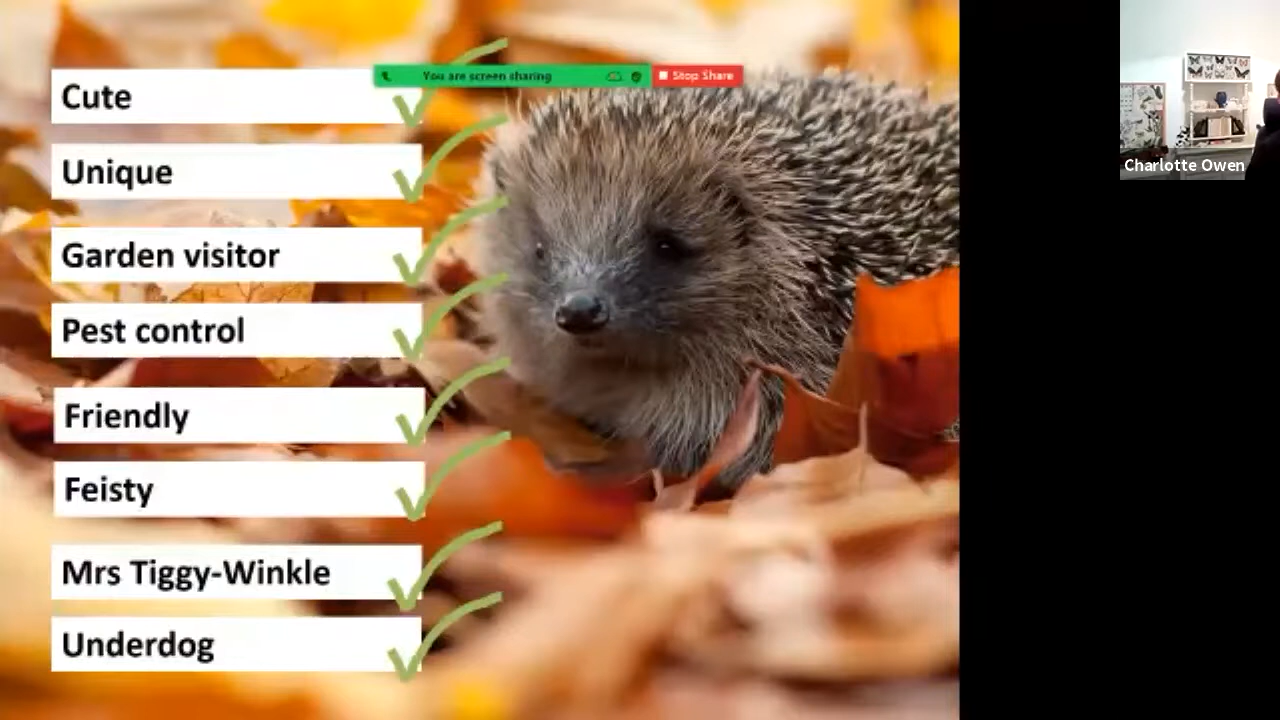 You are screen sharing
Stop Share
Cute
Unique
Garden visitor
Pest control
Friendly
Feisty
Mrs Tiggy-Winkle
Underdog
Charlotte Owen